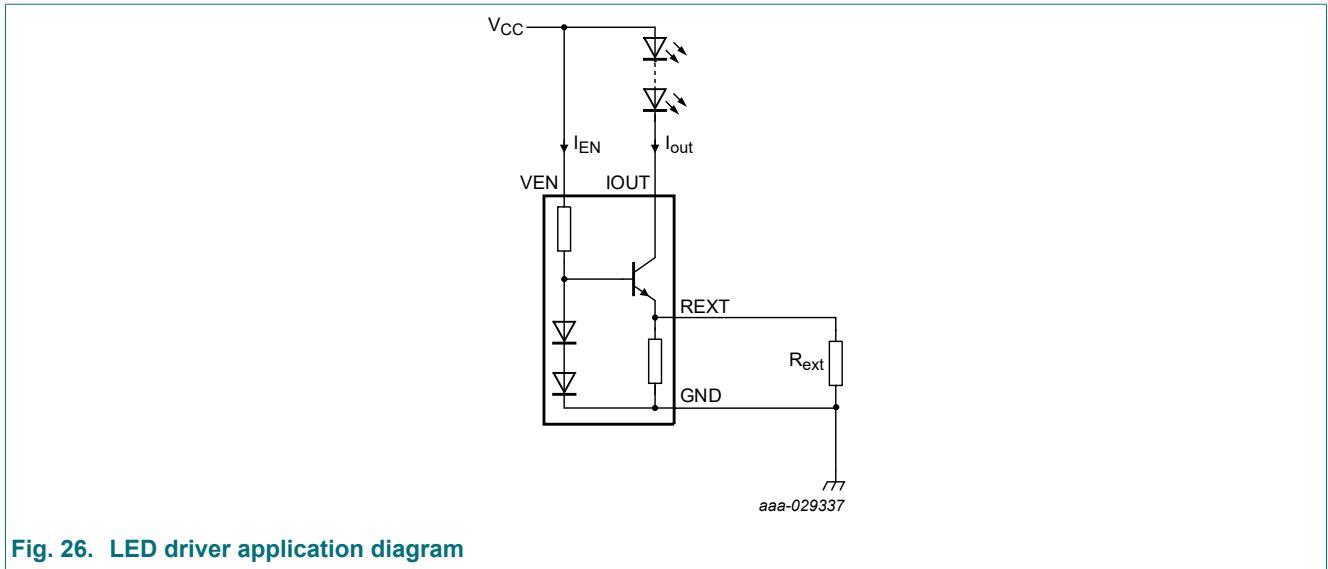 VCC
IEN
Iout
VEN
IOUT
REXT
Rext
GND
aaa-029337
Fig. 26. LED driver application diagram